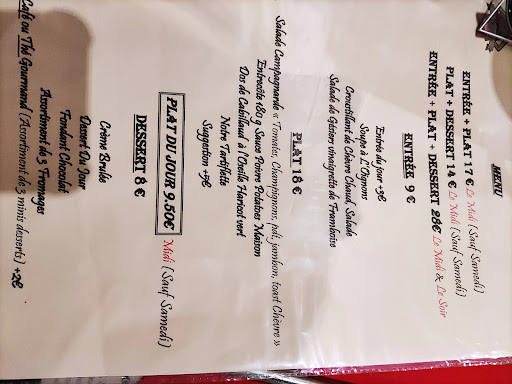 MENU
ENTRÉE + PLAT 17 € Le Midi (Sauf Samedi)
PLAT + DESSERT 14 € Le Midi (Sauf Samedi)
ENTRÉE + PLAT + DESSERT 28€ Le Midi & Le Soir
ENTRÉE 9 €
Entrée du jour +3€
Soupe à L'Oignons
Croustillant de Chèvre Chaud, Salade
Salade de Gésiers vinaigrette de Framboise
PLAT 18 €
Salade Campagnarde « Tomates, Champignons, pdt, jambon, toast Chèvre »
Entrecôte 180 g Sauce Poivre Potatoes Maison
Dos de Cabillaud à l'Oseille Haricot vert
Notre Tartiflette
Suggestion +5€
PLAT DU JOUR 9.50€ Midi (Sauf Samedi)
DESSERT 8 €
Crème Brulée
Dessert Du Jour
Fondant Chocolat
Assortiment de 3 Fromages
Café ou Thé Gourmand (Assortiment de 3 minis desserts) +2€